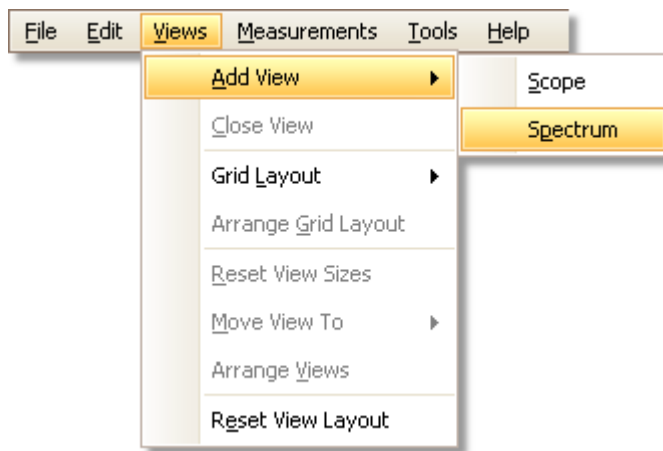 File Edit Views Measurements Tools Help
Add View
Scope
Close View
Spectrum
Grid Layout
Arrange Grid Layout
Reset View Sizes
Move View To
Arrange Views
Reset View Layout